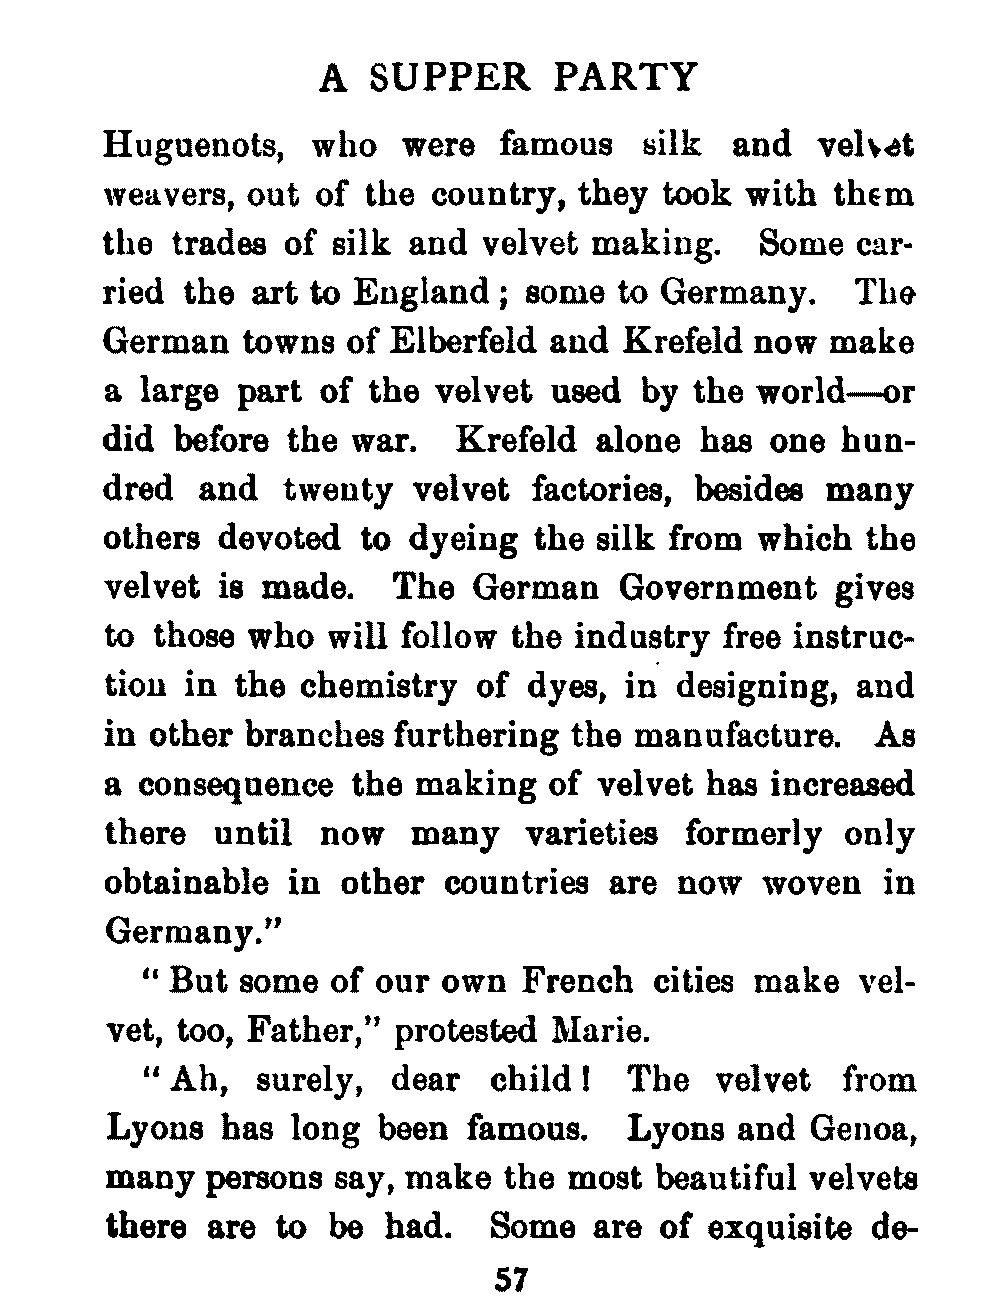 A SUPPER PARTY
Huguenots, who were famous silk and velvet
weavers, out of the country, they took with them
the trades of silk and velvet making. Some car-
ried the art to England; some to Germany. The
German towns of Elberfeld and Krefeld now make
a large part of the velvet used by the world—or
did before the war. Krefeld alone has one hun-
dred and twenty velvet factories, besides many
others devoted to dyeing the silk from which the
velvet is made. The German Government gives
to those who will follow the industry free instruc-
tion in the chemistry of dyes, in designing, and
in other branches furthering the manufacture. As
a consequence the making of velvet has increased
there until now many varieties formerly only
obtainable in other countries are now woven in
Germany."
"But some of our own French cities make vel-
vet, too, Father," protested Marie.
"Ah, surely, dear child! The velvet from
Lyons has long been famous. Lyons and Genoa,
many persons say, make the most beautiful velvets
there are to be had. Some are of exquisite de-
57